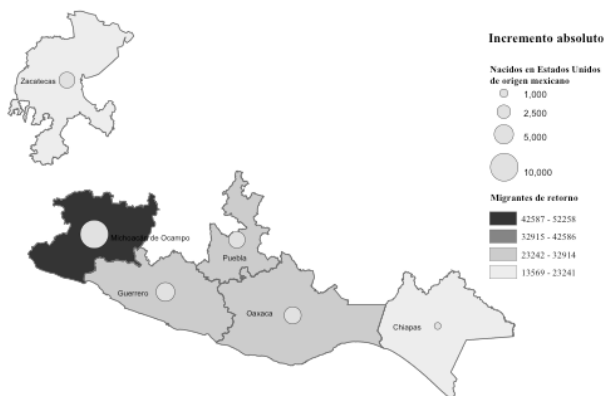 Incremento absoluto
Nacidos en Estados Unidos
de origen mexicano
1,000
2,500
5,000
10,000
Migrantes de retorno
42587 - 52258
32915 - 42586
23242 - 32914
13569 - 23241
Zacatecas
Michoacán de Ocampo
Puebla
Guerrero
Oaxaca
Chiapas